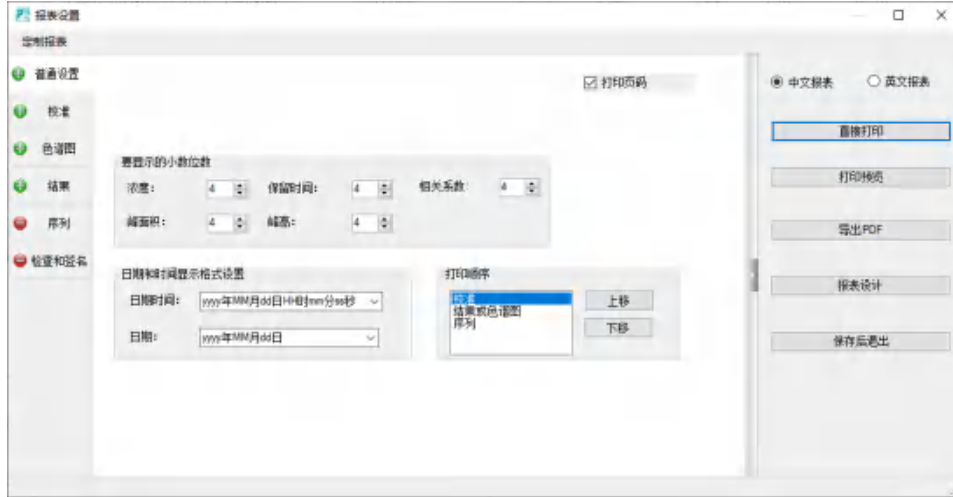 报表设置
定制报表
普通设置
校准
色谱图
结果
序列
检查和签名
打印页码
要显示的小数位数
浓度： 4 保留时间： 4 相关系数： 4
峰面积： 4 峰高： 4
日期和时间显示格式设置
日期时间： yyyy年MM月dd日HH时mm分ss秒
日期： yyyy年MM月dd日
打印顺序
校准
结果或色谱图
序列
上移
下移
中文报表 英文报表
直接打印
打印预览
导出PDF
报表设计
保存后退出